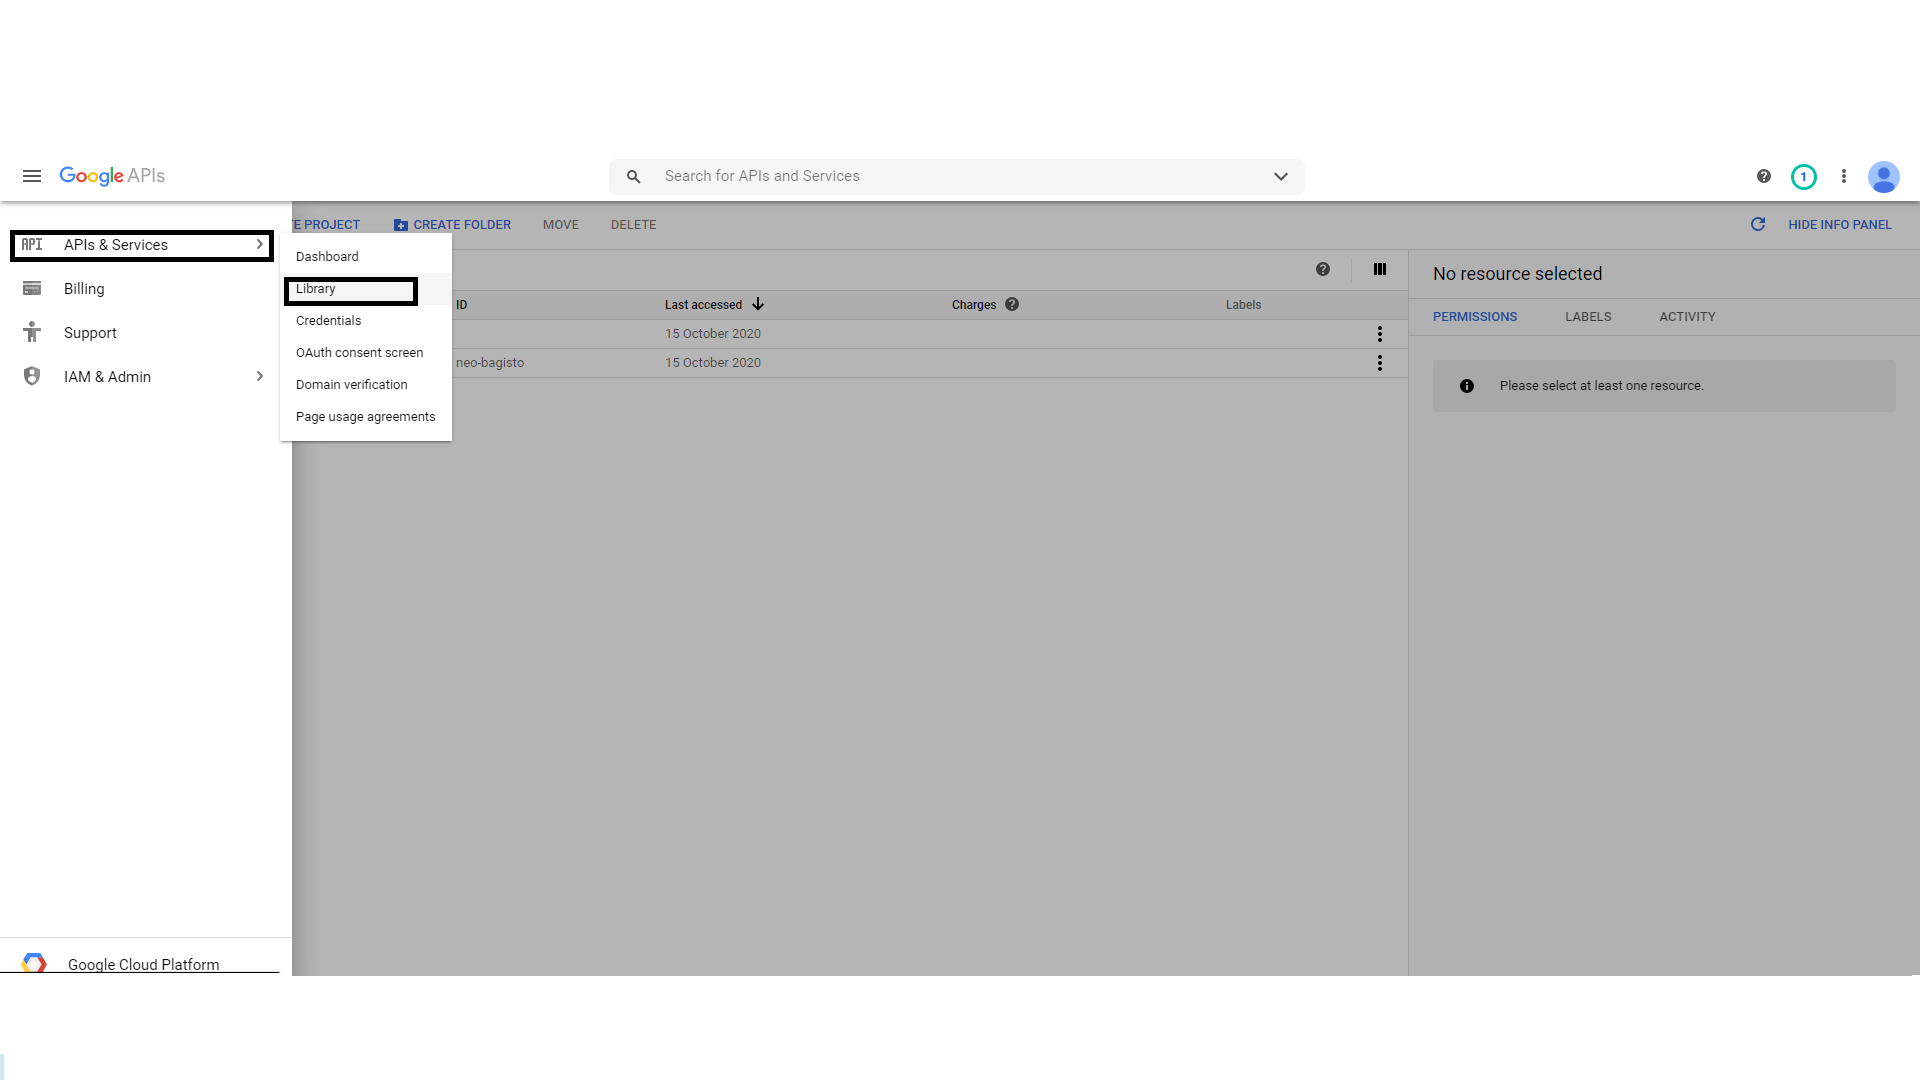 Google APIs
Search for APIs and Services
1
API APIs & Services
Billing
Support
IAM & Admin
Google Cloud Platform
Dashboard
Library
Credentials
OAuth consent screen
Domain verification
Page usage agreements
PROJECT
CREATE FOLDER
MOVE
DELETE
HIDE INFO PANEL
ID
Last accessed
Charges
Labels
15 October 2020
neo-bagisto
15 October 2020
No resource selected
PERMISSIONS
LABELS
ACTIVITY
Please select at least one resource.